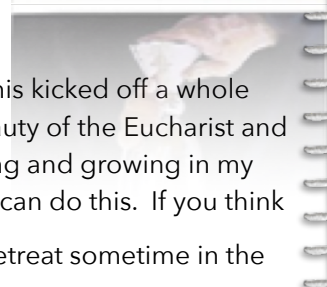 his kicked off a whole
auty of the Eucharist and
ng and growing in my
can do this.  If you think
etreat sometime in the